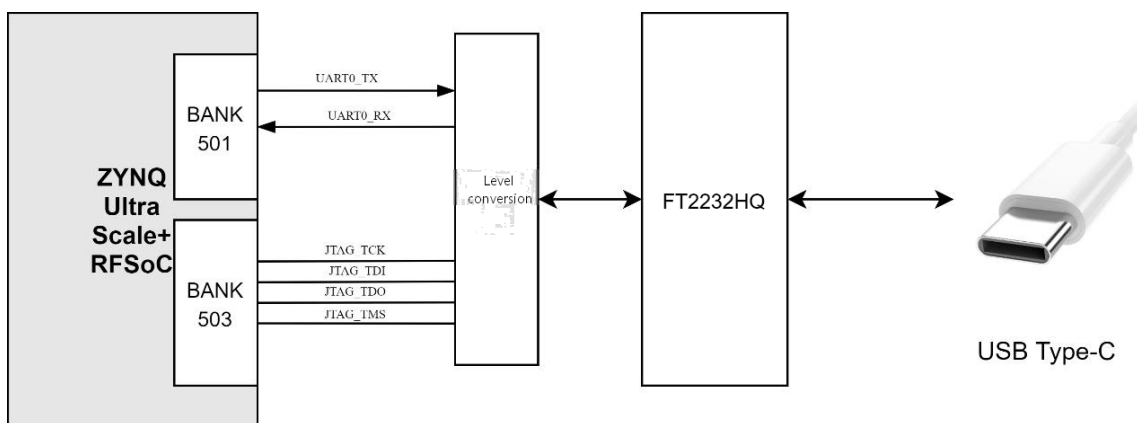 ZYNQ
Ultra
Scale+
RFSoC
BANK
501
BANK
503
UART0_TX
UART0_RX
JTAG_TCK
JTAG_TDI
JTAG_TDO
JTAG_TMS
Level
conversion
FT2232HQ
USB Type-C